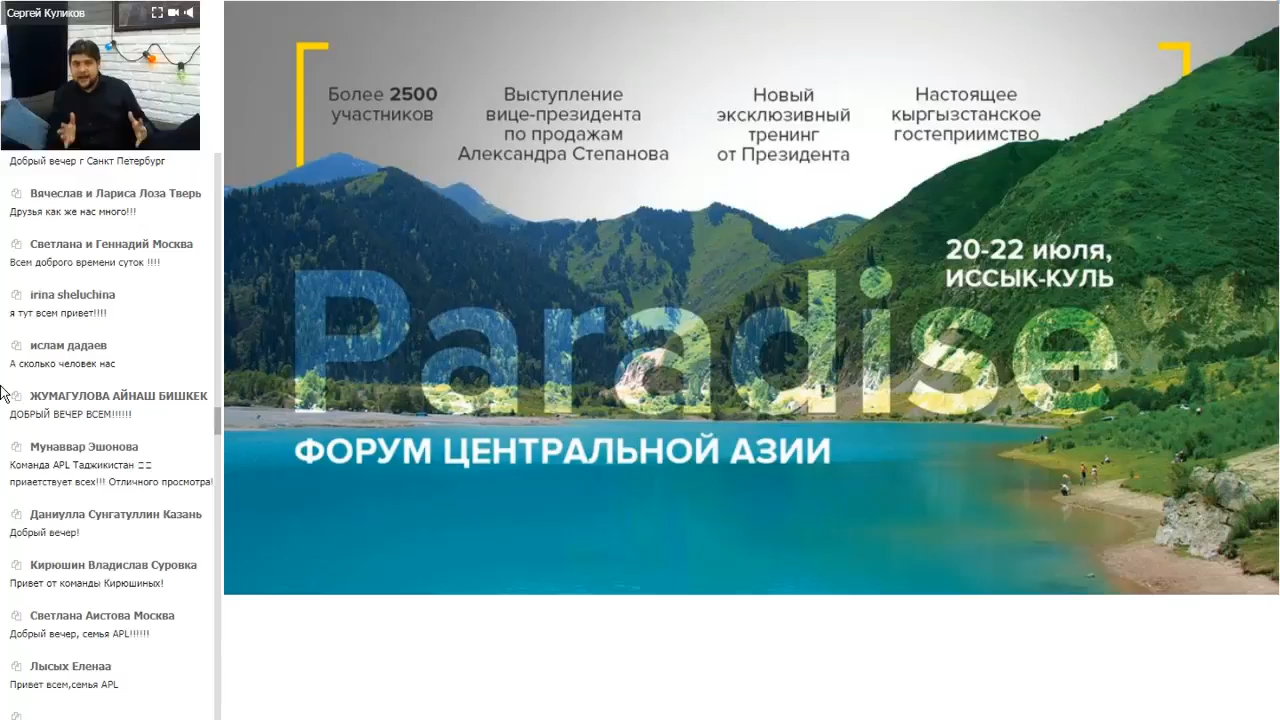 Сергей Куликов
Добрый вечер г Санкт Петербург
Вячеслав и Лариса Лоза Тверь
Друзья как же нас много!!!
Светлана и Геннадий Москва
Всем доброго времени суток !!!!
irina sheluchina
я тут всем привет!!!!
ислам дадаев
А сколько человек нас
ЖУМАГУЛОВА АЙНАШ БИШКЕК
ДОБРЫЙ ВЕЧЕР ВСЕМ!!!!!!
Мунаввар Эшонова
Команда APL Таджикистан
приаетствует всех!!! Отличного просмотра!
Даниулла Сунгатуллин Казань
Добрый вечер!
Кирюшин Владислав Суровка
Привет от команды Кирюшиных!
Светлана Аистова Москва
Добрый вечер, семья APL!!!!!!
Лысых Еленаа
Привет всем,семья APL
Более 2500
участников
Выступление
вице-президента
по продажам
Александра Степанова
Новый
эксклюзивный
тренинг
от Президента
Настоящее
кыргызстанское
гостеприимство
20-22 июля,
ИССЫК-КУЛЬ
Paradise
ФОРУМ ЦЕНТРАЛЬНОЙ АЗИИ